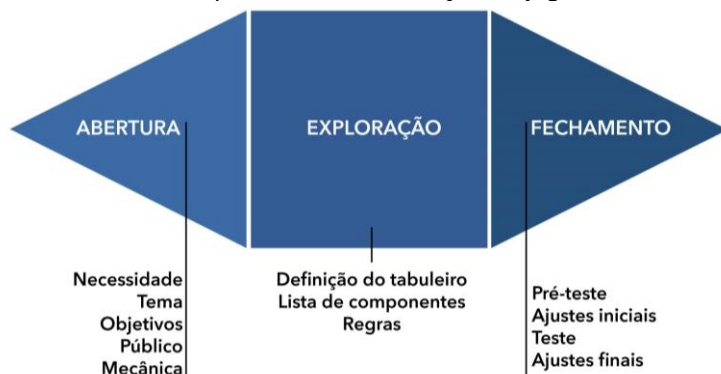 ABERTURA
EXPLORAÇÃO
FECHAMENTO
Necessidade
Tema
Objetivos
Público
Mecânica
Definição do tabuleiro
Lista de componentes
Regras
Pré-teste
Ajustes iniciais
Teste
Ajustes finais